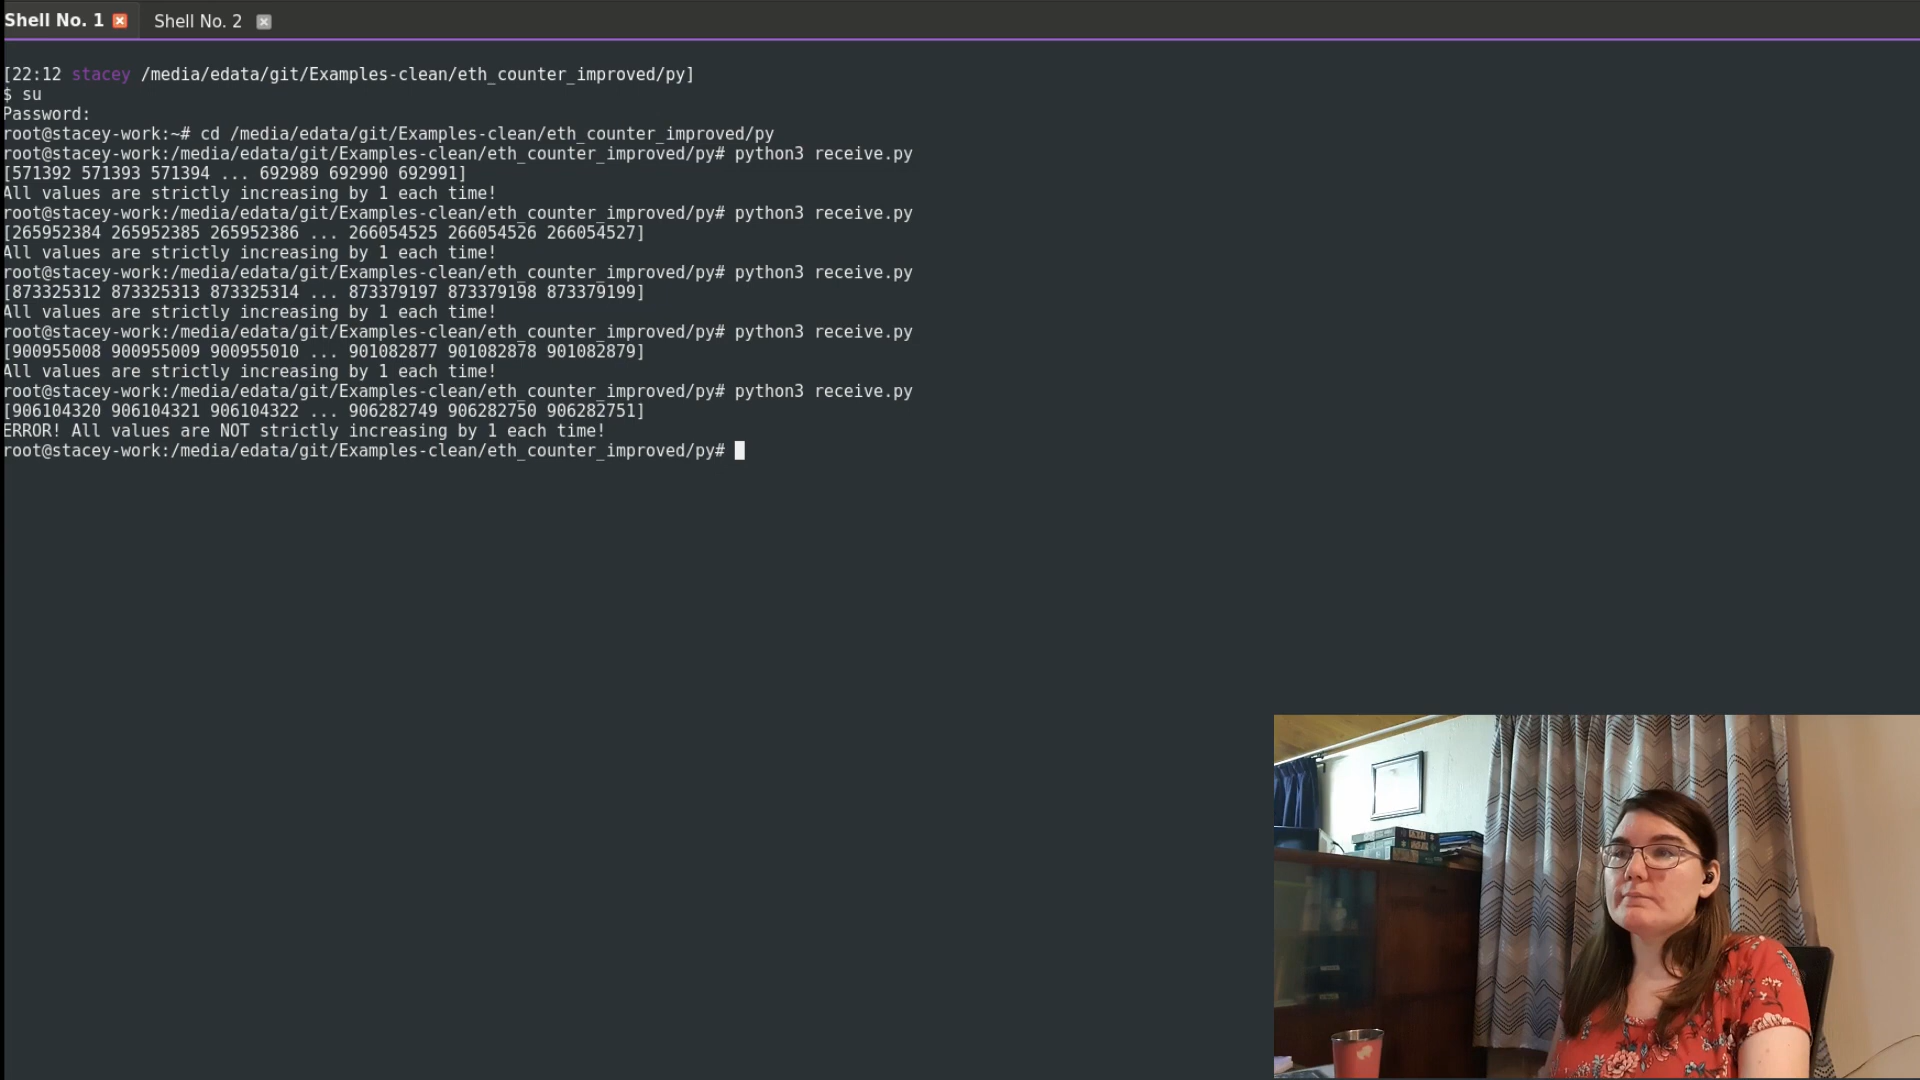 Shell No. 1 Shell No. 2
[22:12 stacey /media/edata/git/Examples-clean/eth_counter_improved/py]
$ su
Password:
root@stacey-work:~# cd /media/edata/git/Examples-clean/eth_counter_improved/py
root@stacey-work:/media/edata/git/Examples-clean/eth_counter_improved/py# python3 receive.py
[571392 571393 571394 ... 692989 692990 692991]
All values are strictly increasing by 1 each time!
root@stacey-work:/media/edata/git/Examples-clean/eth_counter_improved/py# python3 receive.py
[265952384 265952385 265952386 ... 266054525 266054526 266054527]
All values are strictly increasing by 1 each time!
root@stacey-work:/media/edata/git/Examples-clean/eth_counter_improved/py# python3 receive.py
[873325312 873325313 873325314 ... 873379197 873379198 873379199]
All values are strictly increasing by 1 each time!
root@stacey-work:/media/edata/git/Examples-clean/eth_counter_improved/py# python3 receive.py
[900955008 900955009 900955010 ... 901082877 901082878 901082879]
All values are strictly increasing by 1 each time!
root@stacey-work:/media/edata/git/Examples-clean/eth_counter_improved/py# python3 receive.py
[906104320 906104321 906104322 ... 906282749 906282750 906282751]
ERROR! All values are NOT strictly increasing by 1 each time!
root@stacey-work:/media/edata/git/Examples-clean/eth_counter_improved/py#